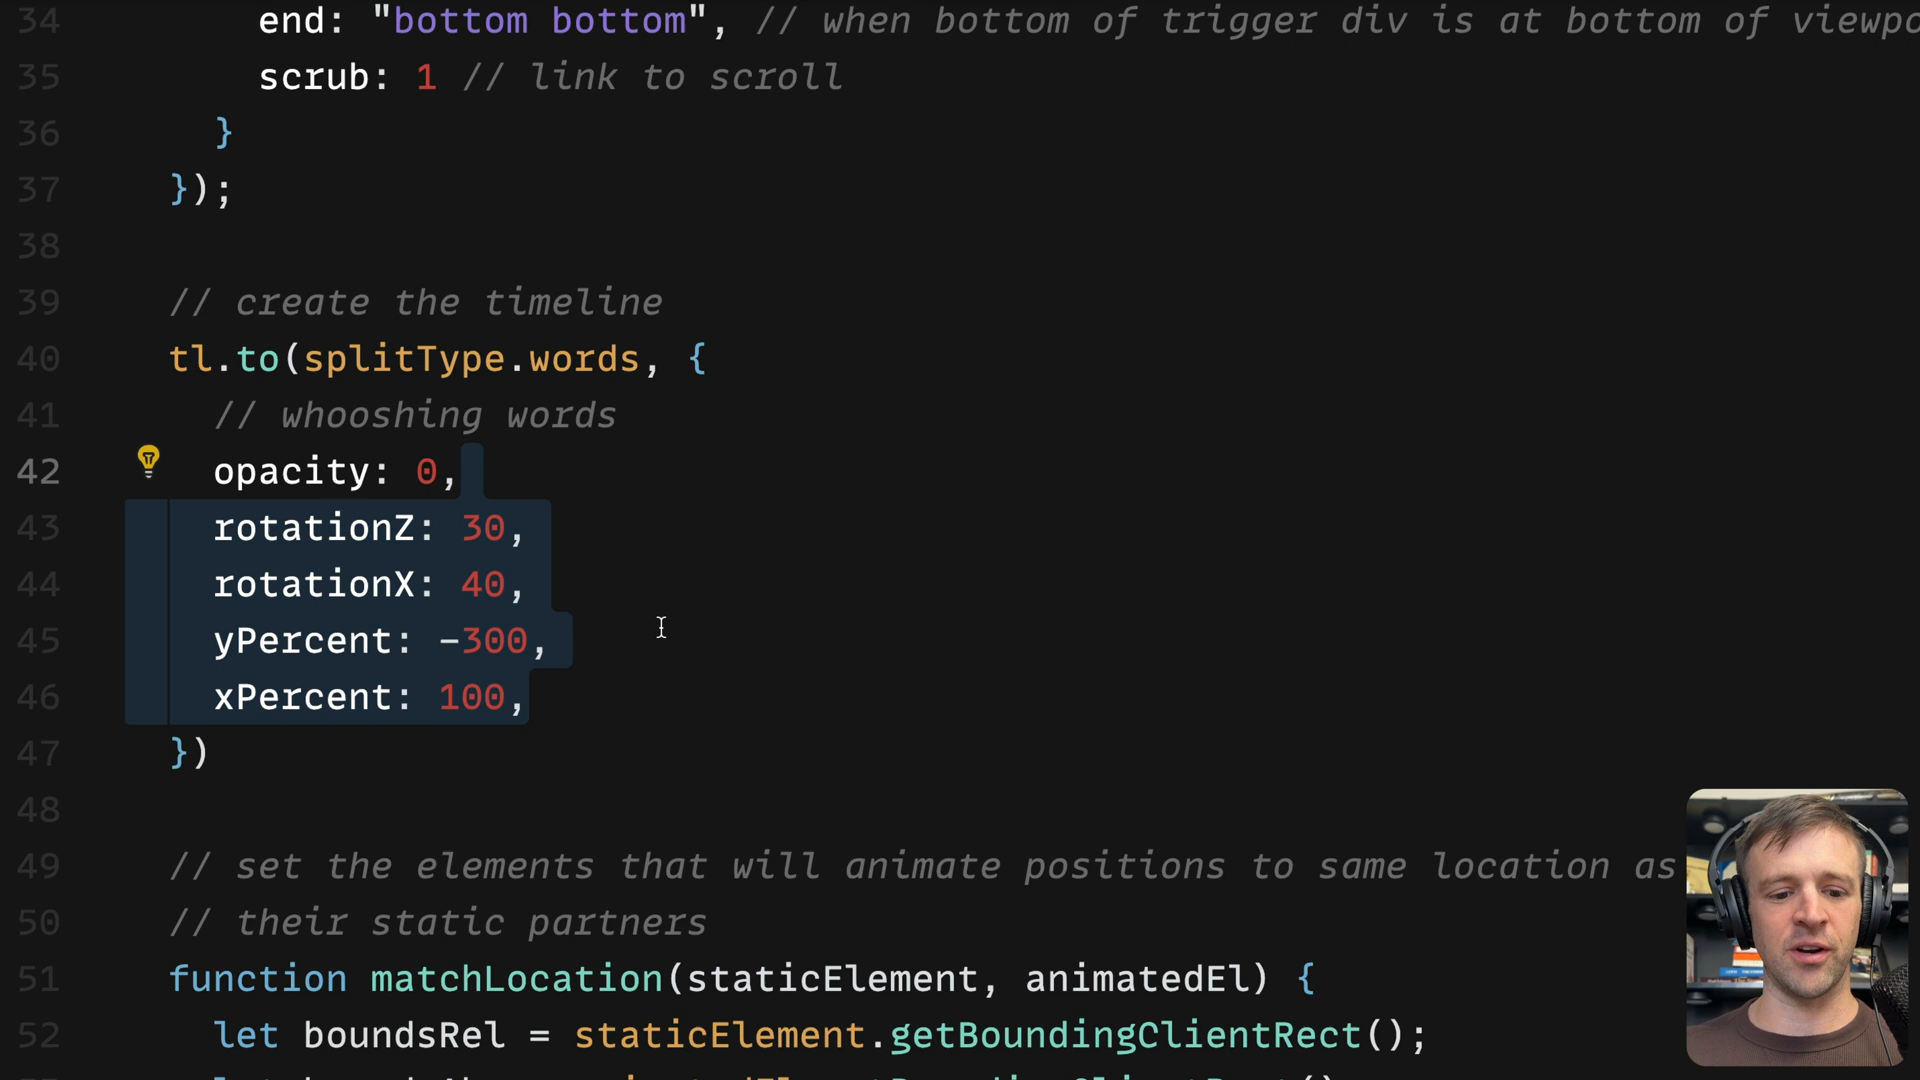 34 end: "bottom bottom", // when bottom of trigger div is at bottom of
35 scrub: 1 // link to scroll
36 }
37 });
38
39 // create the timeline
40 tl.to(splitType.words, {
41 // whooshing words
42 opacity: 0,
43 rotationZ: 30,
44 rotationX: 40,
45 yPercent: -300,
46 xPercent: 100,
47 })
48
49 // set the elements that will animate positions to same location as
50 // their static partners
51 function matchLocation(staticElement, animatedEl) {
52 let boundsRel = staticElement.getBoundingClientRect();